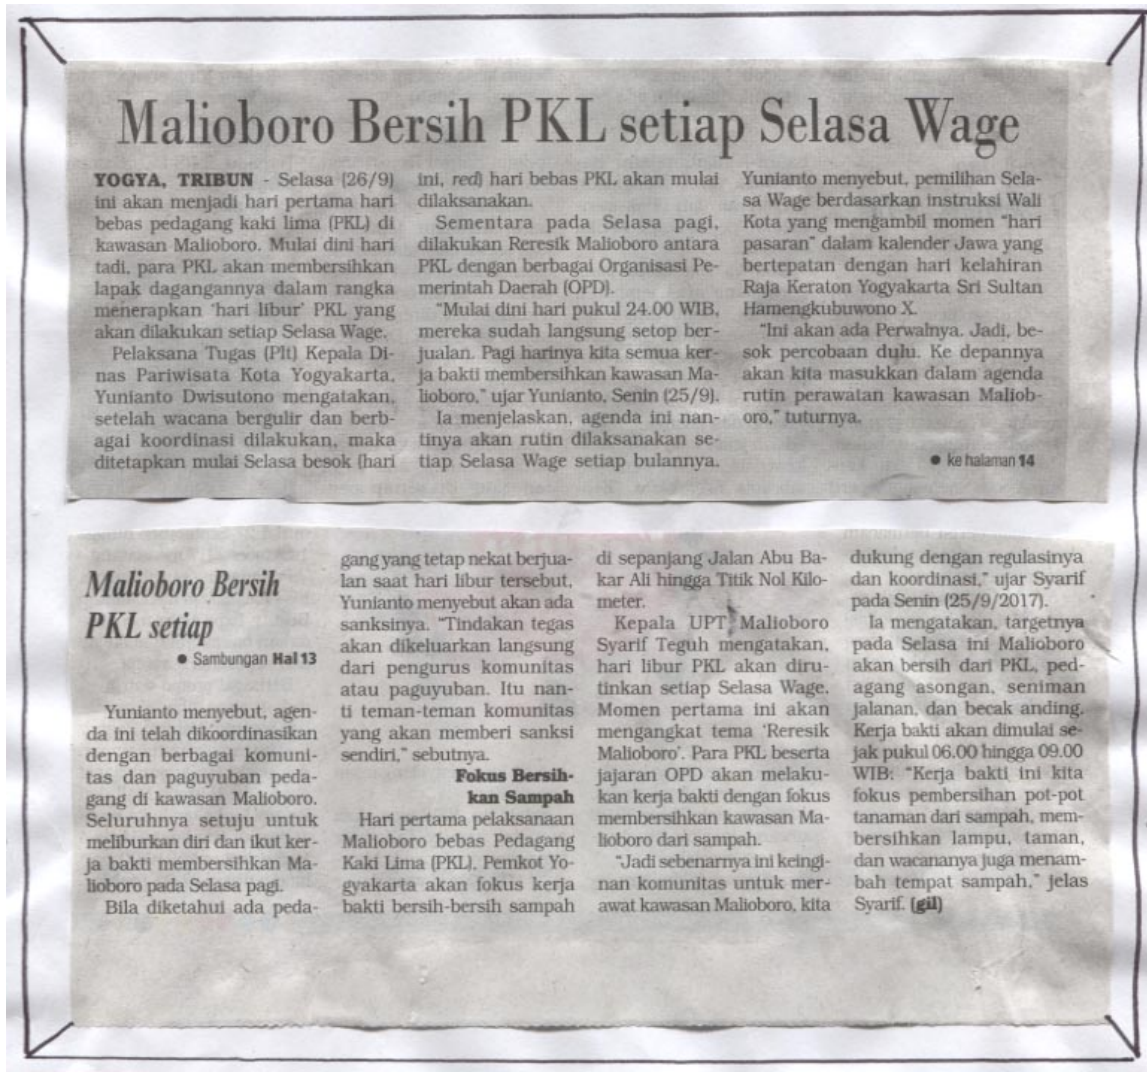 Malioboro Bersih PKL setiap Selasa Wage
YOGYA, TRIBUN - Selasa (26/9)
ini akan menjadi hari pertama hari
bebas pedagang kaki lima (PKL) di
kawasan Malioboro. Mulai dini hari
tadi, para PKL akan membersihkan
lapak dagangannya dalam rangka
menerapkan 'hari libur' PKL yang
akan dilakukan setiap Selasa Wage.
Pelaksana Tugas (Plt) Kepala Di-
nas Pariwisata Kota Yogyakarta,
Yunianto Dwisutono mengatakan,
setelah wacana bergulir dan berb-
agai koordinasi dilakukan, maka
ditetapkan mulai Selasa besok (hari
ini, red) hari bebas PKL akan mulai
dilaksanakan.
Sementara pada Selasa pagi,
dilakukan Reresik Malioboro antara
PKL dengan berbagai Organisasi Pe-
merintah Daerah (OPD).
"Mulai dini hari pukul 24.00 WIB,
mereka sudah langsung setop ber-
jualan. Pagi harinya kita semua ker-
ja bakti membersihkan kawasan Ma-
lioboro," ujar Yunianto, Senin (25/9).
Ia menjelaskan, agenda ini nan-
tinya akan rutin dilaksanakan se-
tiap Selasa Wage setiap bulannya.
Yunianto menyebut, pemilihan Sela-
sa Wage berdasarkan instruksi Wali
Kota yang mengambil momen "hari
pasaran" dalam kalender Jawa yang
bertepatan dengan hari kelahiran
Raja Keraton Yogyakarta Sri Sultan
Hamengkubuwono X.
"Ini akan ada Perwalnya. Jadi, be-
sok percobaan dulu. Ke depannya
akan kita masukkan dalam agenda
rutin perawatan kawasan Maliob-
oro," tuturnya.
● ke halaman 14
Malioboro Bersih
PKL setiap
● Sambungan Hal 13
Yunianto menyebut, agen-
da ini telah dikoordinasikan
dengan berbagai komuni-
tas dan paguyuban peda-
gang di kawasan Malioboro.
Seluruhnya setuju untuk
meliburkan diri dan ikut ker-
ja bakti membersihkan Ma-
lioboro pada Selasa pagi.
Bila diketahui ada peda-
gang yang tetap nekat berjua-
lan saat hari libur tersebut,
Yunianto menyebut akan ada
sanksinya. "Tindakan tegas
akan dikeluarkan langsung
dari pengurus komunitas
atau paguyuban. Itu nan-
ti teman-teman komunitas
yang akan memberi sanksi
sendiri," sebutnya.
Fokus Bersih-
kan Sampah
Hari pertama pelaksanaan
Malioboro bebas Pedagang
Kaki Lima (PKL), Pemkot Yo-
gyakarta akan fokus kerja
bakti bersih-bersih sampah
di sepanjang Jalan Abu Ba-
kar Ali hingga Titik Nol Kilo-
meter.
Kepala UPT Malioboro
Syarif Teguh mengatakan,
hari libur PKL akan diru-
tinkan setiap Selasa Wage.
Momen pertama ini akan
mengangkat tema 'Reresik
Malioboro'. Para PKL beserta
jajaran OPD akan melaku-
kan kerja bakti dengan fokus
membersihkan kawasan Ma-
lioboro dari sampah.
"Jadi sebenarnya ini keingi-
nan komunitas untuk mer-
awat kawasan Malioboro, kita
dukung dengan regulasinya
dan koordinasi," ujar Syarif
pada Senin (25/9/2017).
Ia mengatakan, targetnya
pada Selasa ini Malioboro
akan bersih dari PKL, ped-
agang asongan, seniman
jalanan, dan becak anding.
Kerja bakti akan dimulai se-
jak pukul 06.00 hingga 09.00
WIB: "Kerja bakti ini kita
fokus pembersihan pot-pot
tanaman dari sampah, mem-
bersihkan lampu, taman,
dan wacananya juga menam-
bah tempat sampah," jelas
Syarif. (gil)